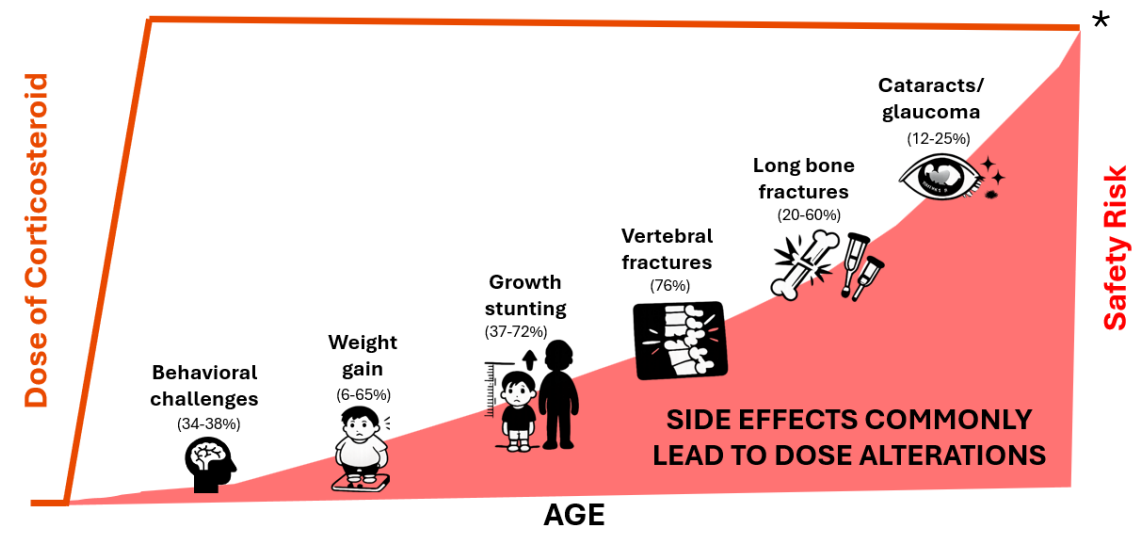 *
Dose of Corticosteroid
Cataracts/
glaucoma
(12-25%)
Long bone
fractures
(20-60%)
Vertebral
fractures
(76%)
Growth
stunting
(37-72%)
Weight
gain
(6-65%)
Behavioral
challenges
(34-38%)
SIDE EFFECTS COMMONLY
LEAD TO DOSE ALTERATIONS
Safety Risk
AGE